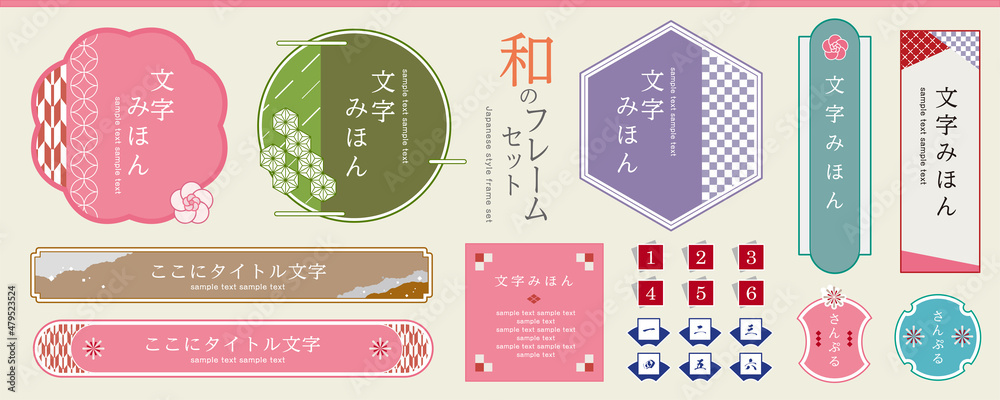 文字
みほん
sample text sample text
文字
みほん
sample text sample text
和のフレーム
セット
Japanese style frame set
文字
みほん
sample text sample text
文字みほん
文字みほん
sample text sample text
ここにタイトル文字
sample text sample text
ここにタイトル文字
sample text sample text
文字みほん
sample text sample text
sample text
sample text sample text
sample text sample text
sample text
1 2 3
4 5 6
一 二 三
四 五 六
さんぷる
さんぷる
Adobe Stock | #479523524